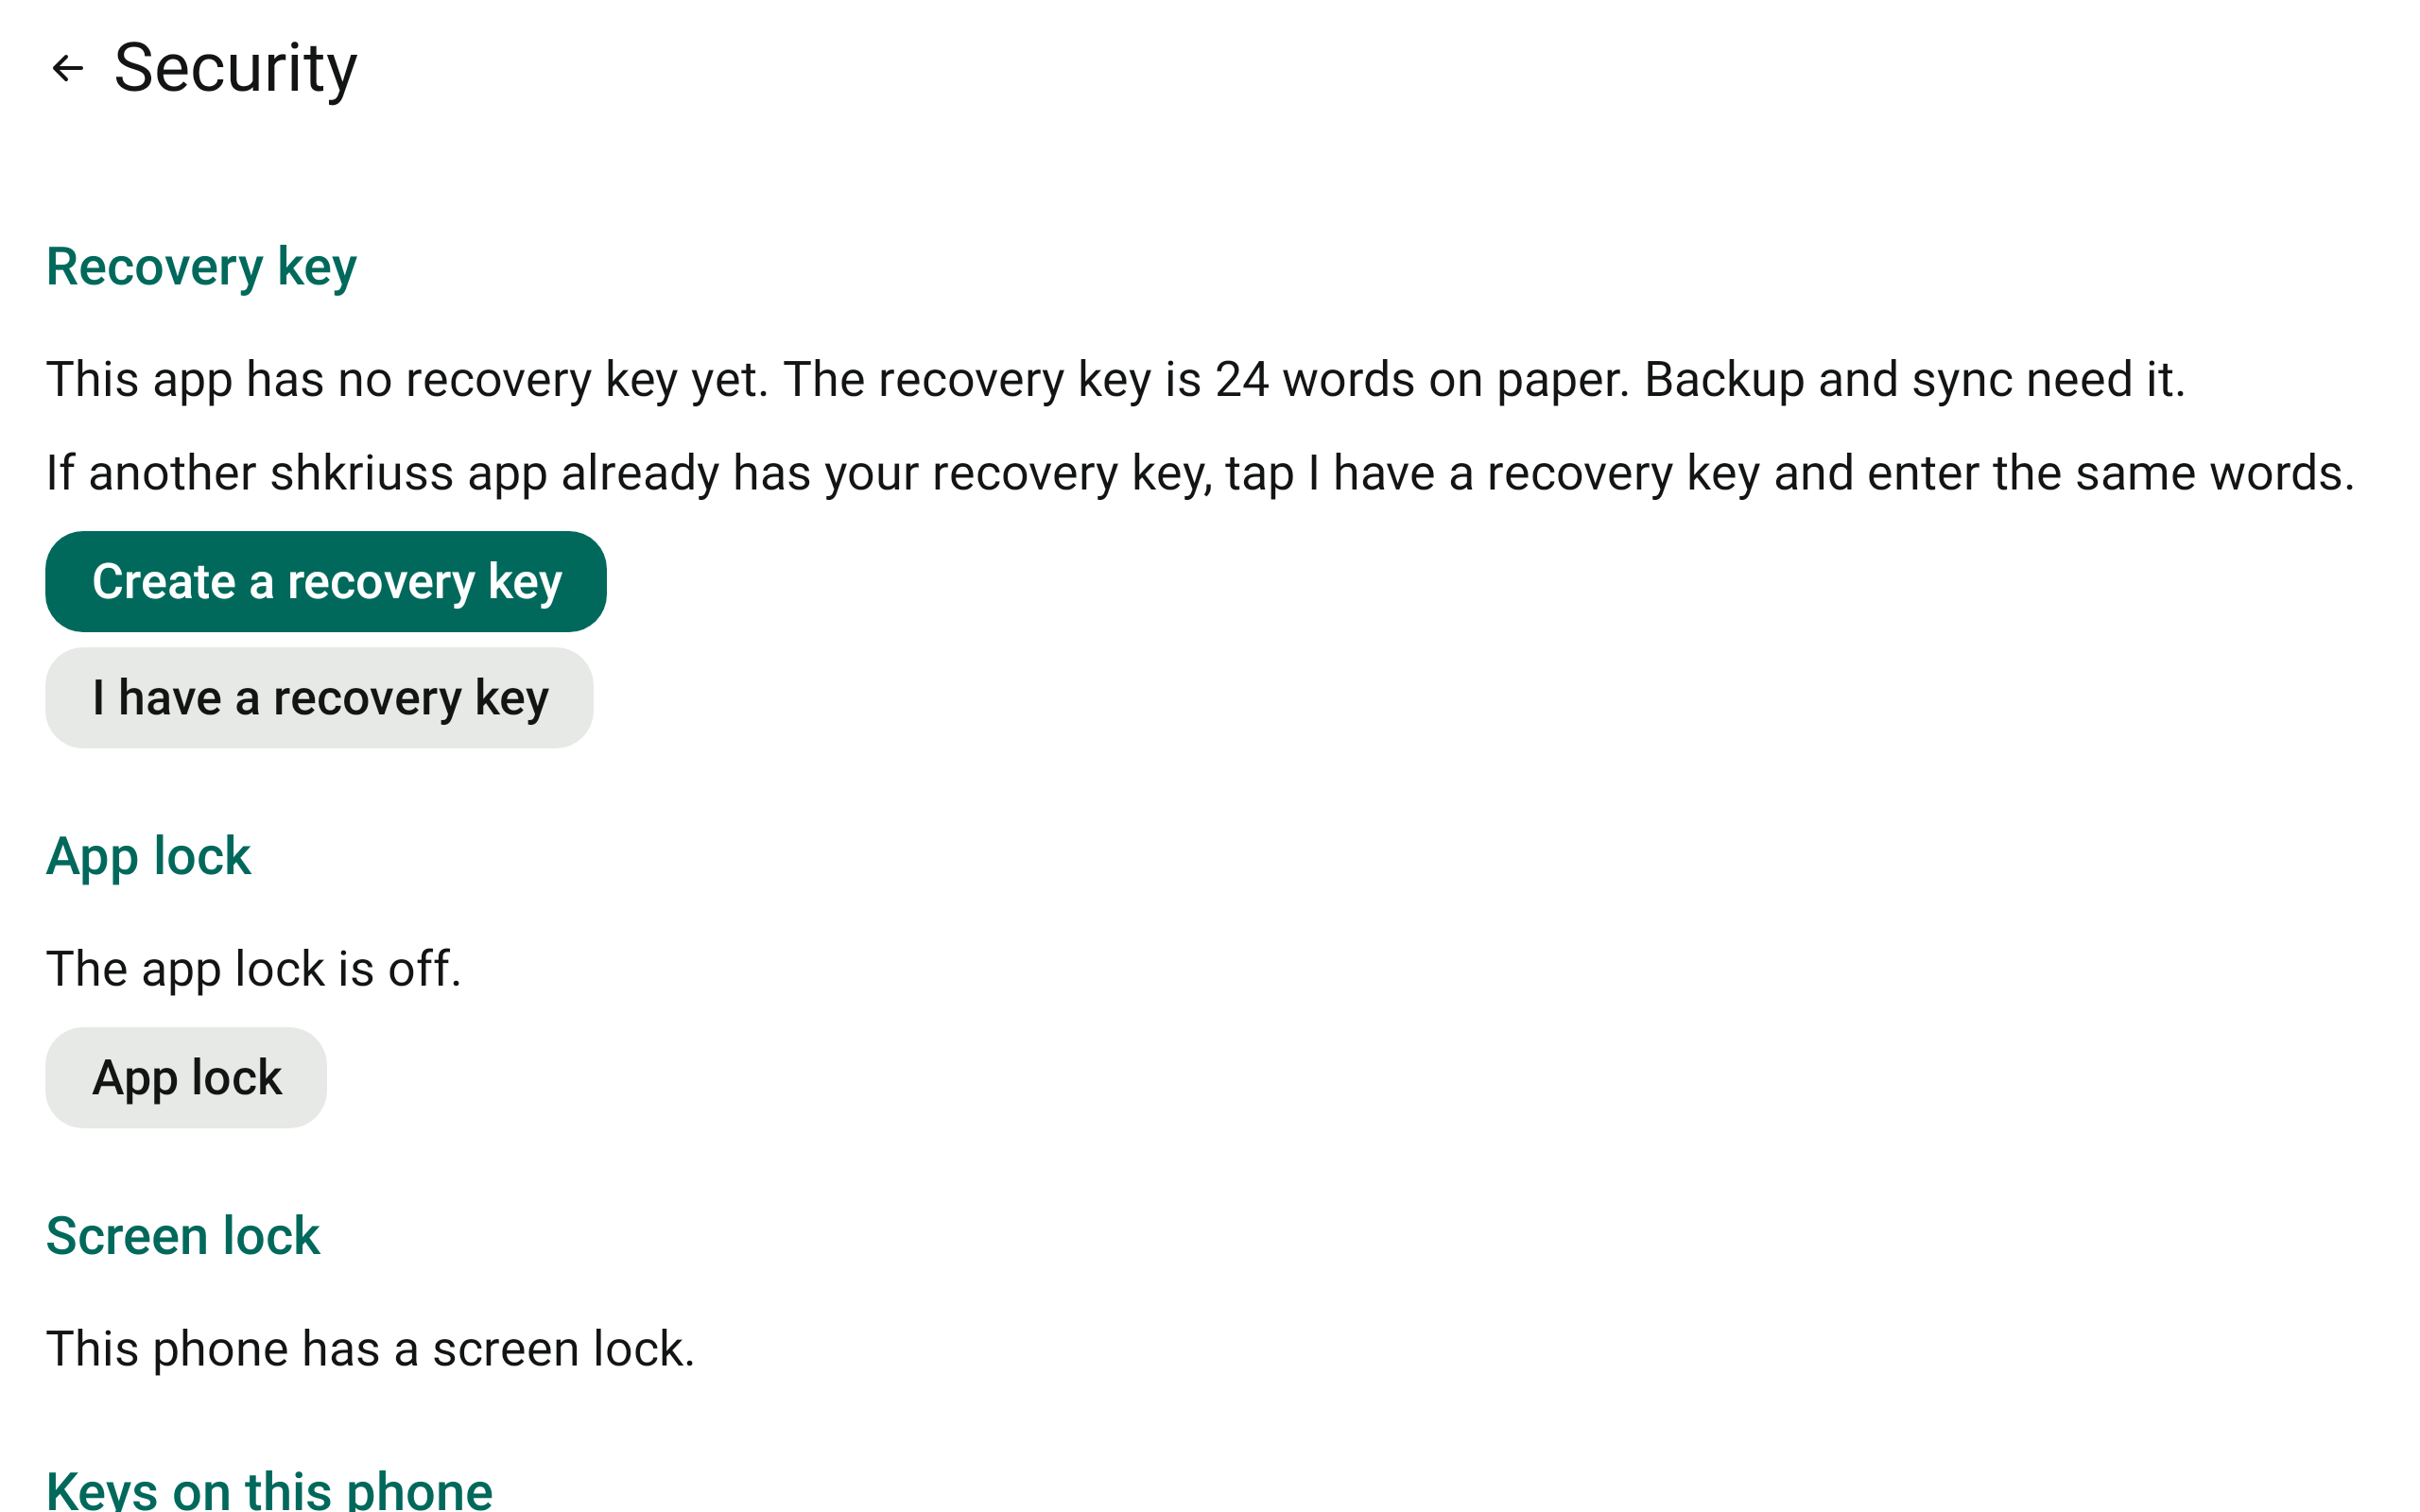 Security
Recovery key
This app has no recovery key yet. The recovery key is 24 words on paper. Backup and sync need it.
If another shkriuss app already has your recovery key, tap I have a recovery key and enter the same words.
Create a recovery key
I have a recovery key
App lock
The app lock is off.
App lock
Screen lock
This phone has a screen lock.
Keys on this phone